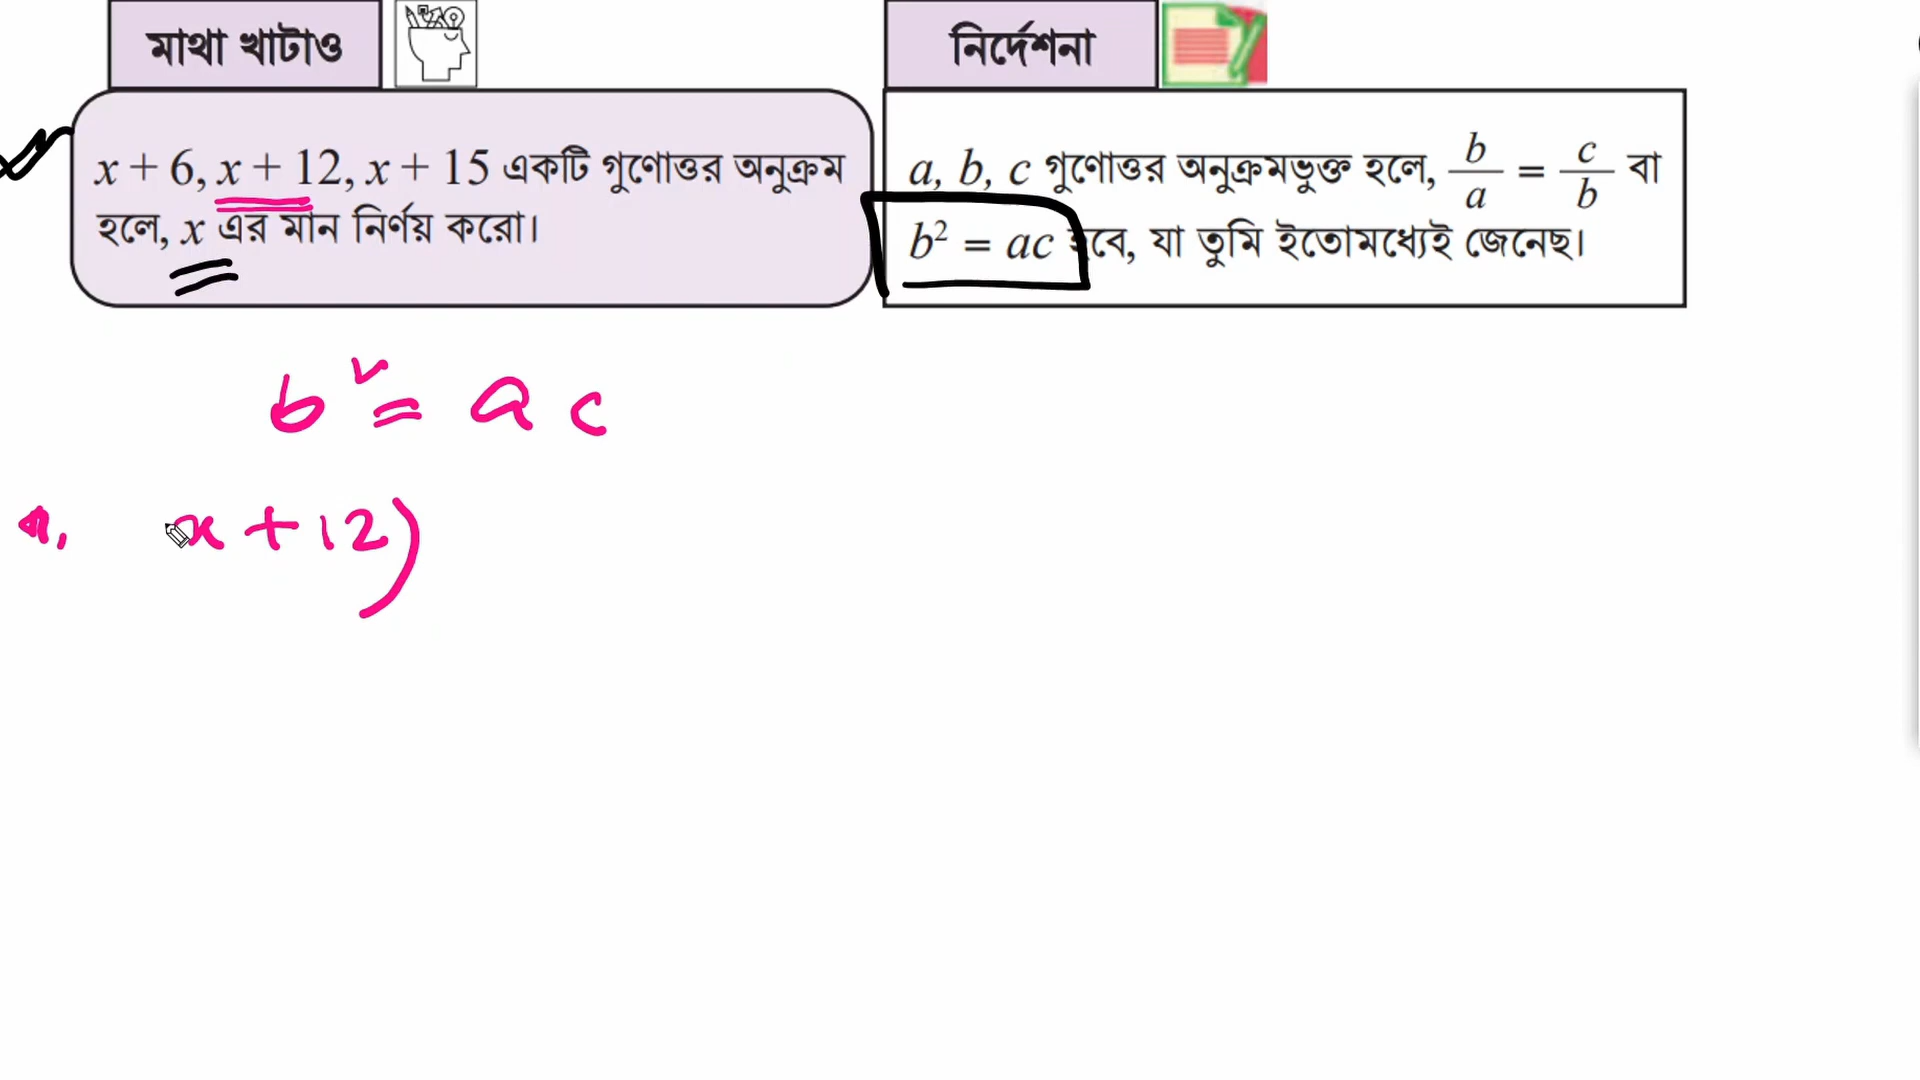 মাথা খাটাও
x + 6, x + 12, x + 15 একটি গুণোত্তর অনুক্রম
হলে, x এর মান নির্ণয় করো।
নির্দেশনা
a, b, c গুণোত্তর অনুক্রমভুক্ত হলে, b/a = c/b বা
b² = ac হবে, যা তুমি ইতোমধ্যেই জেনেছ।
b² = a c
x + 12)